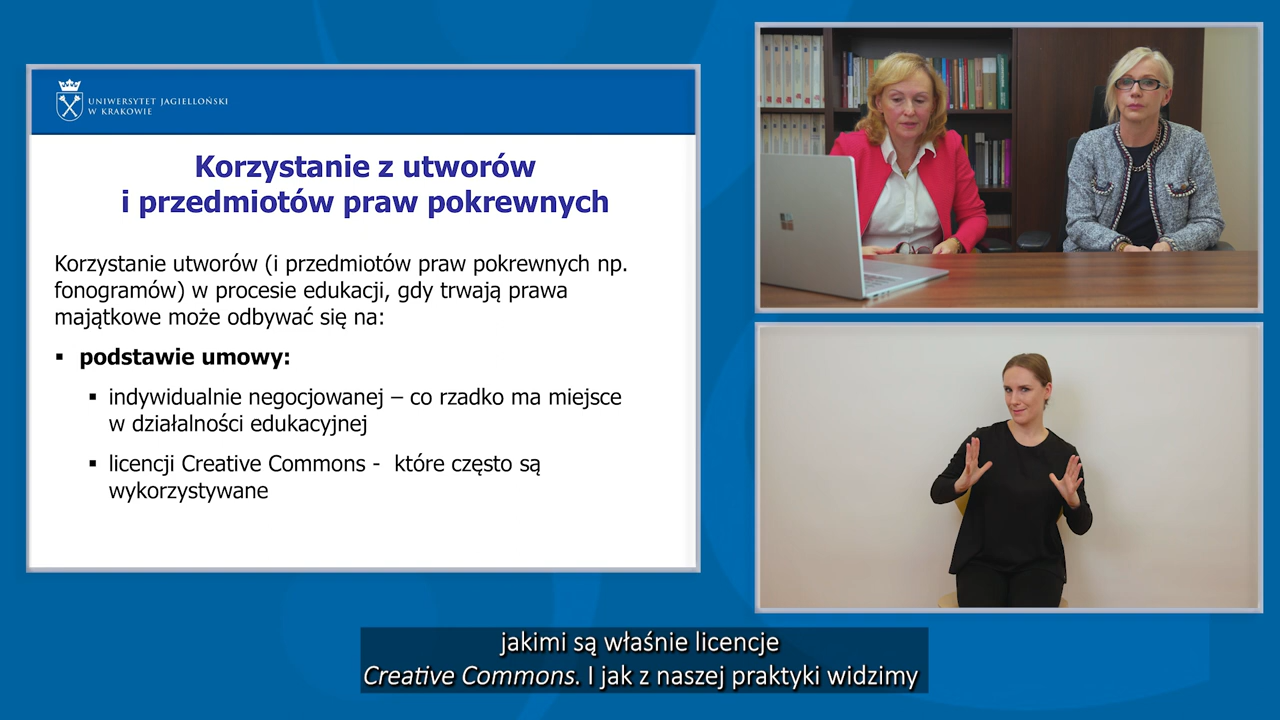 UNIWERSYTET JAGIELLOŃSKI
W KRAKOWIE
Korzystanie z utworów
i przedmiotów praw pokrewnych
Korzystanie utworów (i przedmiotów praw pokrewnych np.
fonogramów) w procesie edukacji, gdy trwają prawa
majątkowe może odbywać się na:
▪ podstawie umowy:
▪ indywidualnie negocjowanej – co rzadko ma miejsce
w działalności edukacyjnej
▪ licencji Creative Commons - które często są
wykorzystywane
jakimi są właśnie licencje
Creative Commons. I jak z naszej praktyki widzimy